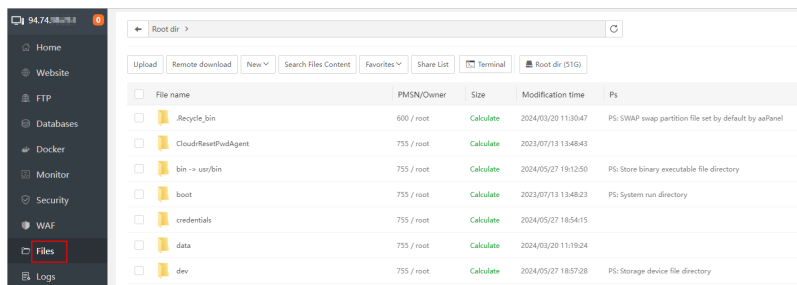 94.74. 0
Home
Website
FTP
Databases
Docker
Monitor
Security
WAF
Files
Logs
Root dir >
Upload Remote download New Search Files Content Favorites Share List Terminal Root dir (51G)
File name PMSN/Owner Size Modification time Ps
.Recycle_bin 600 / root Calculate 2024/03/20 11:30:47 PS: SWAP swap partition file set by default by aaPanel
CloudrResetPwdAgent 755 / root Calculate 2023/07/13 13:48:43
bin -> usr/bin 755 / root Calculate 2024/05/27 19:12:50 PS: Store binary executable file directory
boot 755 / root Calculate 2023/07/13 13:48:23 PS: System run directory
credentials 755 / root Calculate 2024/05/27 18:54:15
data 755 / root Calculate 2024/03/20 11:19:24
dev 755 / root Calculate 2024/05/27 18:57:28 PS: Storage device file directory